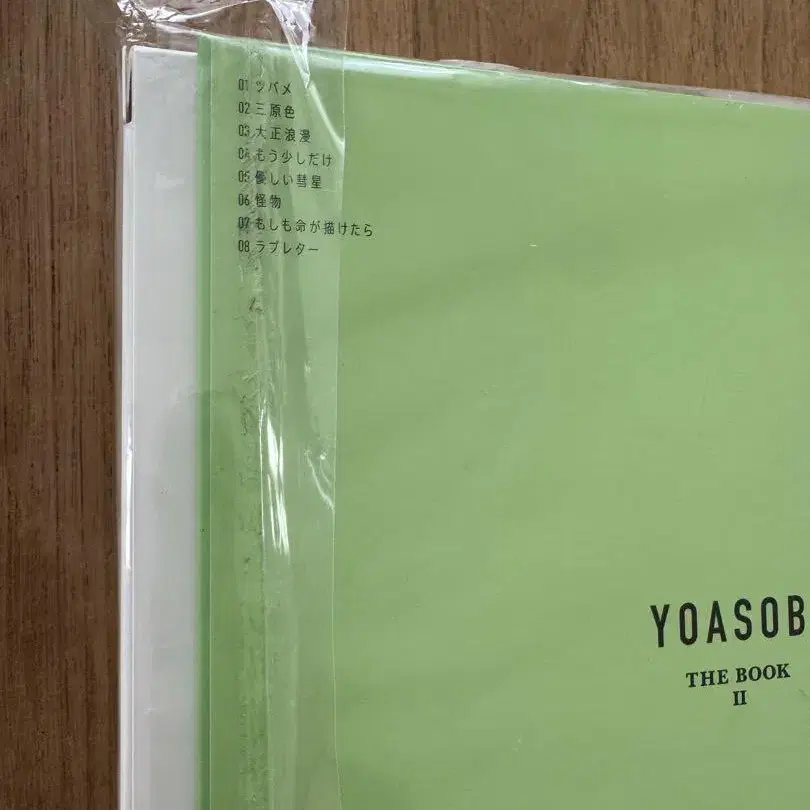 01 ツバメ
02 三原色
03 大正浪漫
04 もう少しだけ
05 優しい彗星
06 怪物
07 もしも命が描けたら
08 ラブレター
YOASOB
THE BOOK
II